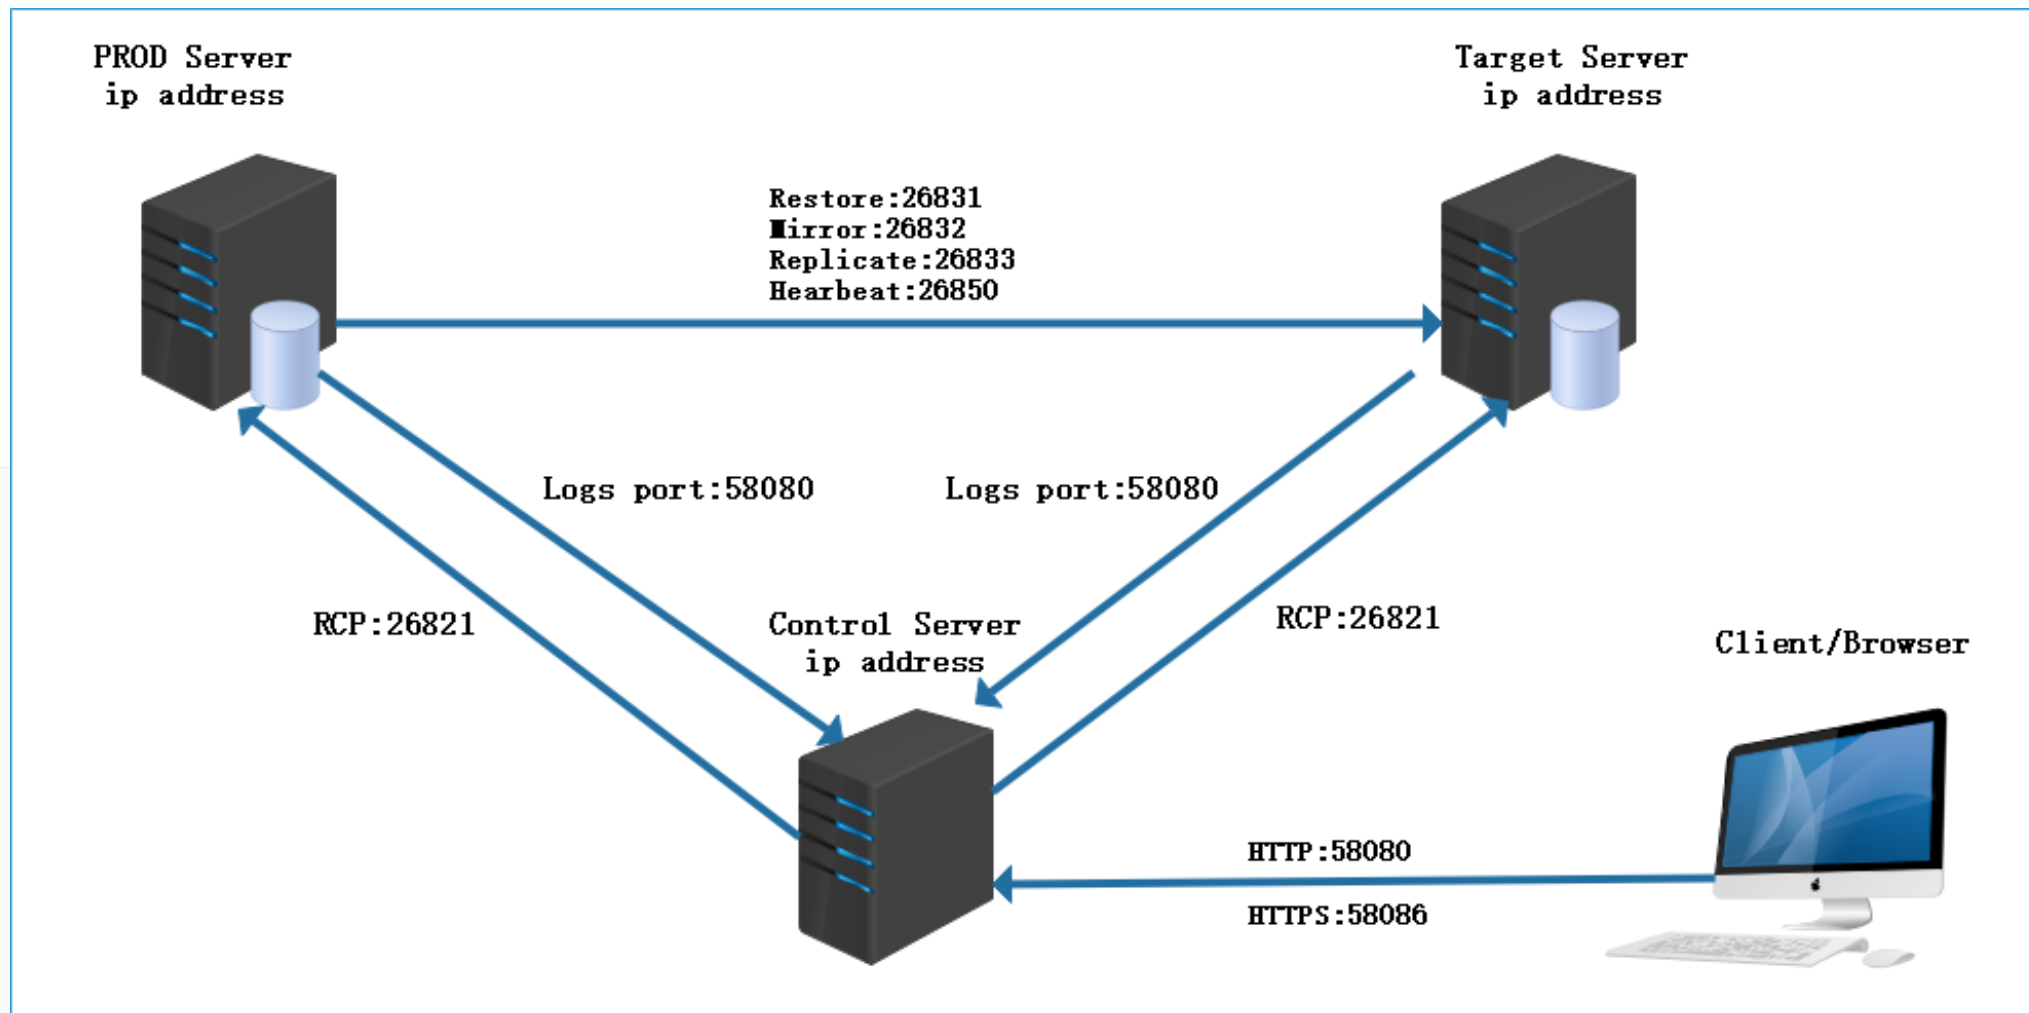 PROD Server
ip address
Target Server
ip address
Restore:26831
Mirror:26832
Replicate:26833
Hearbeat:26850
Logs port:58080
Logs port:58080
RCP:26821
Control Server
ip address
RCP:26821
Client/Browser
HTTP:58080
HTTPS:58086